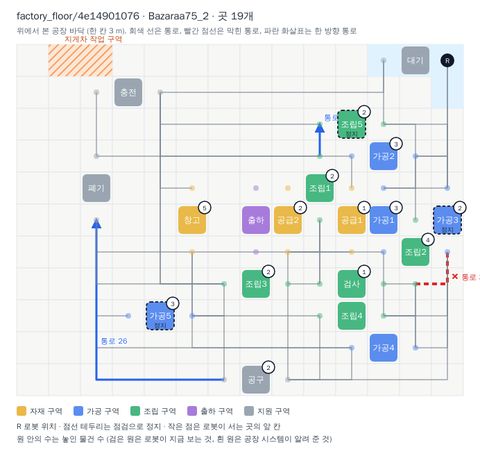 factory_floor/4e14901076 · Bazaraa75_2 · 곳 19개
위에서 본 공장 바닥 (한 칸 3 m). 회색 선은 통로, 빨간 점선은 막힌 통로, 파란 화살표는 한 방향 통로
지게차 작업 구역
대기
R
충전
통로
2
조립5
정지
3
가공2
폐기
2
조립1
5
창고
출하
2
공급2
1
공급1
3
가공1
2
가공3
정지
4
조립2
2
조립3
1
검사
✕ 통로
3
가공5
정지
조립4
통로 26
가공4
2
공구
자재 구역
가공 구역
조립 구역
출하 구역
지원 구역
R 로봇 위치 · 점선 테두리는 점검으로 정지 · 작은 점은 로봇이 서는 곳의 앞 칸
원 안의 수는 놓인 물건 수 (검은 원은 로봇이 지금 보는 것, 흰 원은 공장 시스템이 알려 준 것)